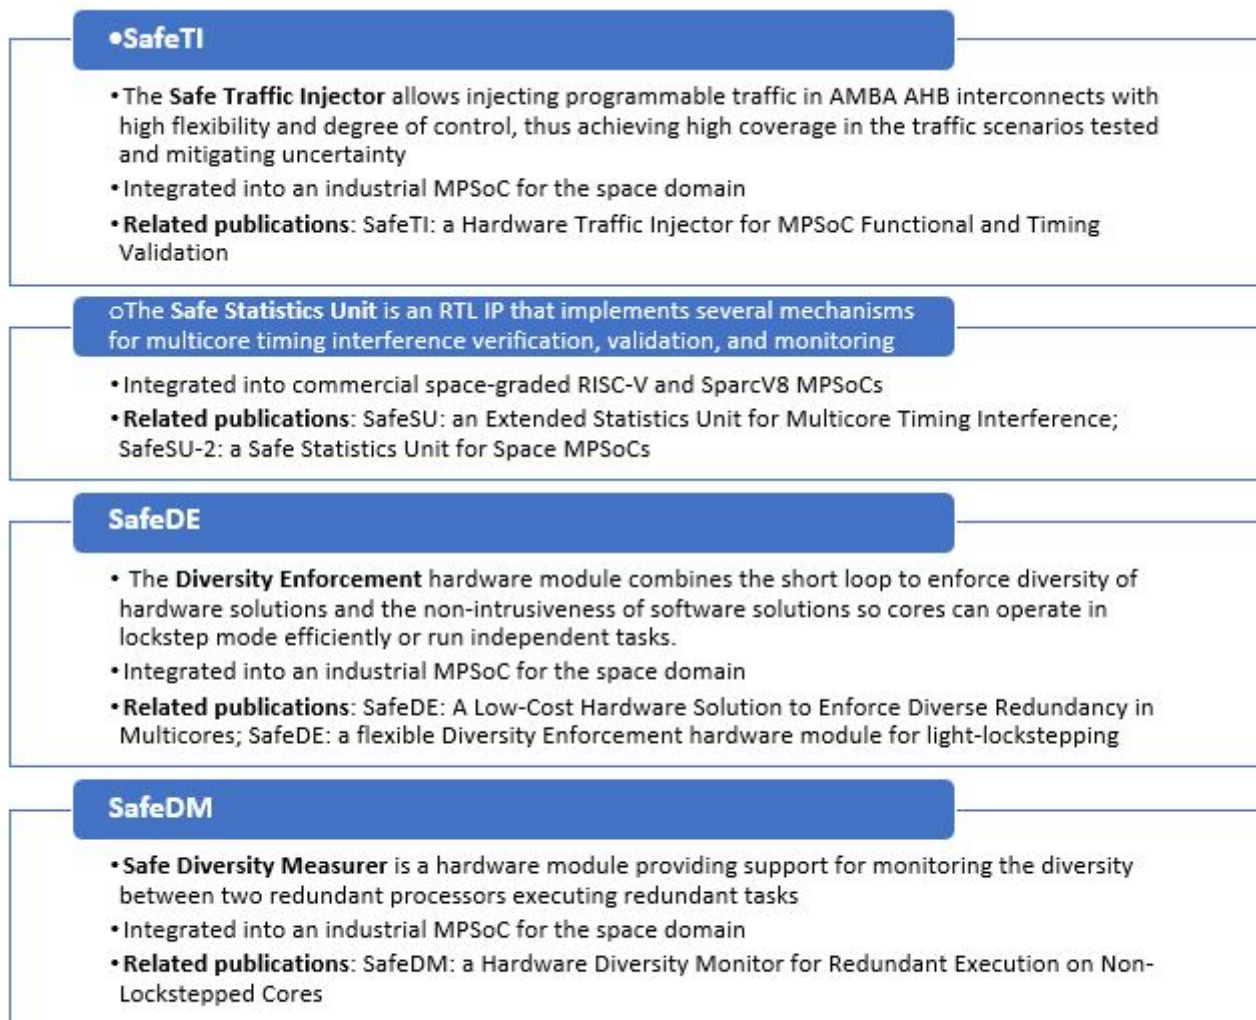 •SafeTI
•The Safe Traffic Injector allows injecting programmable traffic in AMBA AHB interconnects with
high flexibility and degree of control, thus achieving high coverage in the traffic scenarios tested
and mitigating uncertainty
•Integrated into an industrial MPSoC for the space domain
•Related publications: SafeTI: a Hardware Traffic Injector for MPSoC Functional and Timing
Validation
oThe Safe Statistics Unit is an RTL IP that implements several mechanisms
for multicore timing interference verification, validation, and monitoring
•Integrated into commercial space-graded RISC-V and SparcV8 MPSoCs
•Related publications: SafeSU: an Extended Statistics Unit for Multicore Timing Interference;
SafeSU-2: a Safe Statistics Unit for Space MPSoCs
SafeDE
• The Diversity Enforcement hardware module combines the short loop to enforce diversity of
hardware solutions and the non-intrusiveness of software solutions so cores can operate in
lockstep mode efficiently or run independent tasks.
•Integrated into an industrial MPSoC for the space domain
•Related publications: SafeDE: A Low-Cost Hardware Solution to Enforce Diverse Redundancy in
Multicores; SafeDE: a flexible Diversity Enforcement hardware module for light-lockstepping
SafeDM
•Safe Diversity Measurer is a hardware module providing support for monitoring the diversity
between two redundant processors executing redundant tasks
•Integrated into an industrial MPSoC for the space domain
•Related publications: SafeDM: a Hardware Diversity Monitor for Redundant Execution on Non-
Lockstepped Cores